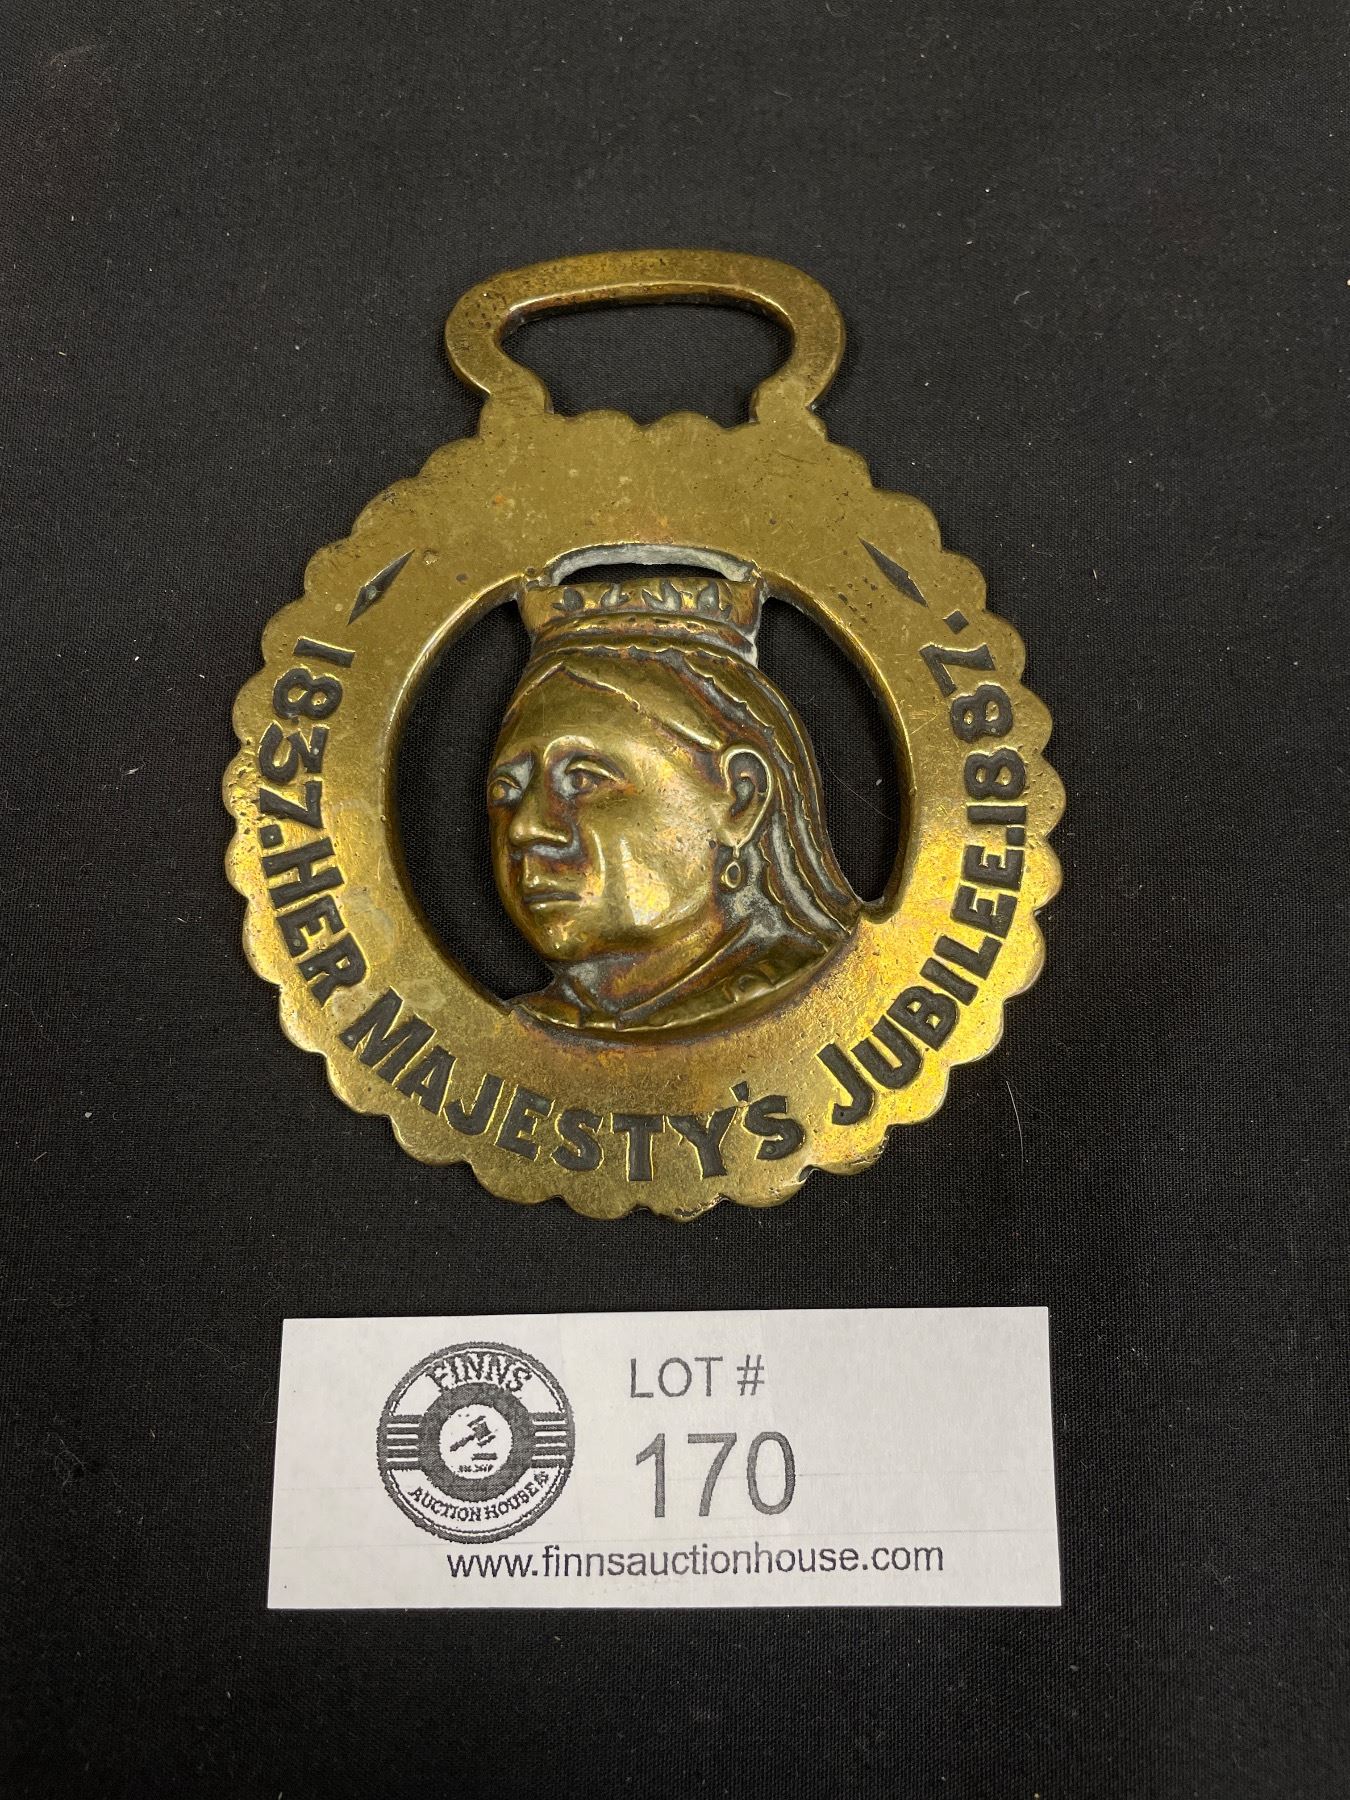 1837. HER MAJESTY'S JUBILEE. 1887.
FINNS
AUCTION HOUSE
LOT #
170
www.finnsauctionhouse.com